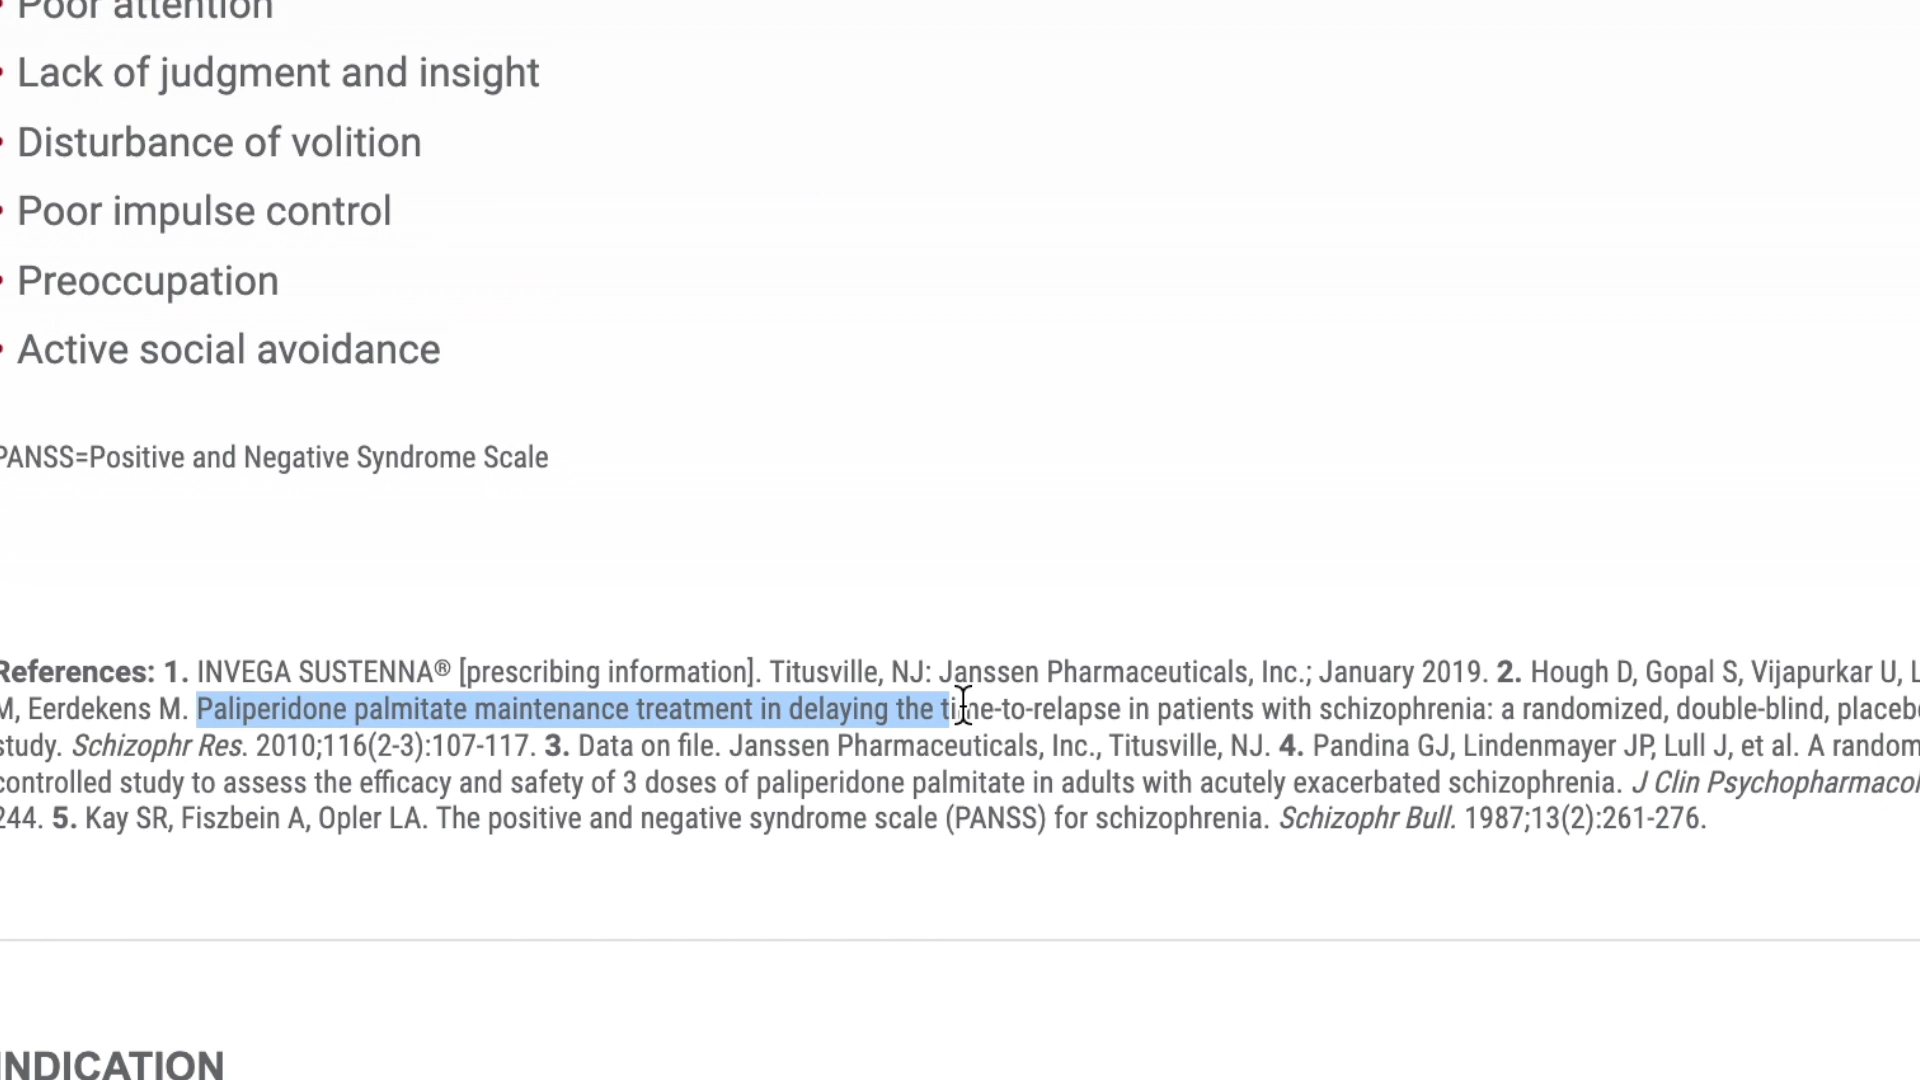 • Poor attention
• Lack of judgment and insight
• Disturbance of volition
• Poor impulse control
• Preoccupation
• Active social avoidance
PANSS=Positive and Negative Syndrome Scale
References: 1. INVEGA SUSTENNA® [prescribing information]. Titusville, NJ: Janssen Pharmaceuticals, Inc.; January 2019. 2. Hough D, Gopal S, Vijapurkar U, L
M, Eerdekens M. Paliperidone palmitate maintenance treatment in delaying the time-to-relapse in patients with schizophrenia: a randomized, double-blind, placeb
study. Schizophr Res. 2010;116(2-3):107-117. 3. Data on file. Janssen Pharmaceuticals, Inc., Titusville, NJ. 4. Pandina GJ, Lindenmayer JP, Lull J, et al. A random
controlled study to assess the efficacy and safety of 3 doses of paliperidone palmitate in adults with acutely exacerbated schizophrenia. J Clin Psychopharmacol
244. 5. Kay SR, Fiszbein A, Opler LA. The positive and negative syndrome scale (PANSS) for schizophrenia. Schizophr Bull. 1987;13(2):261-276.
INDICATION